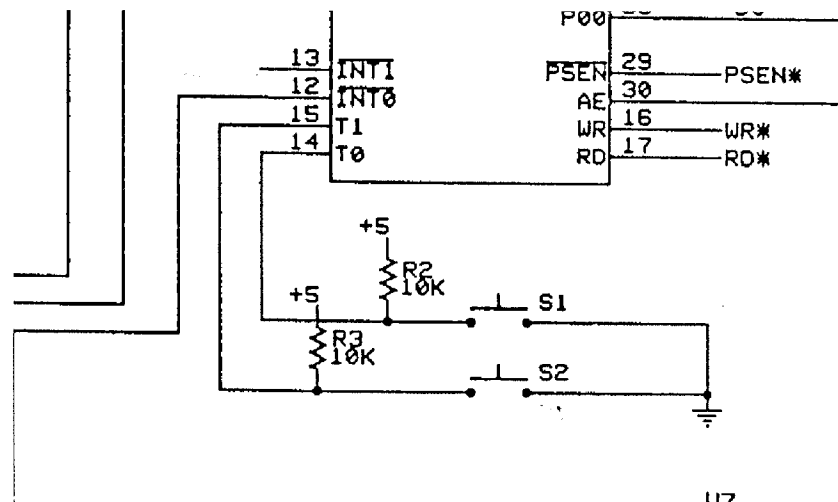 P00
13 INT1
PSEN 29 PSEN*
12 INT0
AE 30
15 T1
WR 16 WR*
14 T0
RD 17 RD*
+5
R2
10K
+5
S1
R3
10K
S2